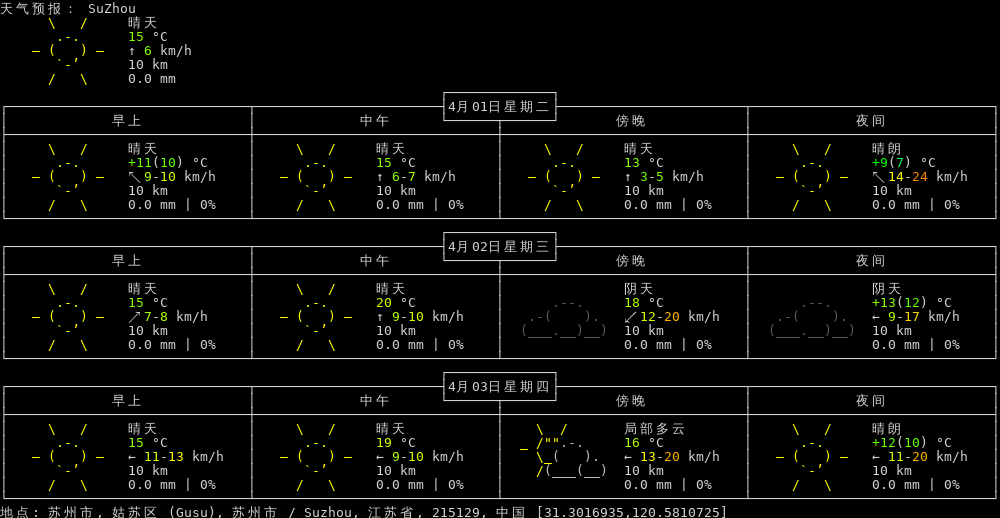 天气预报: SuZhou
晴天
15 °C
↑ 6 km/h
10 km
0.0 mm
4月01日星期二
早上 中午 傍晚 夜间
晴天 晴天 晴天 晴朗
+11(10) °C 15 °C 13 °C +9(7) °C
↖ 9-10 km/h ↑ 6-7 km/h ↑ 3-5 km/h ↖ 14-24 km/h
10 km 10 km 10 km 10 km
0.0 mm | 0% 0.0 mm | 0% 0.0 mm | 0% 0.0 mm | 0%
4月02日星期三
早上 中午 傍晚 夜间
晴天 晴天 阴天 阴天
15 °C 20 °C 18 °C +13(12) °C
↗ 7-8 km/h ↑ 9-10 km/h ↙ 12-20 km/h ← 9-17 km/h
10 km 10 km 10 km 10 km
0.0 mm | 0% 0.0 mm | 0% 0.0 mm | 0% 0.0 mm | 0%
4月03日星期四
早上 中午 傍晚 夜间
晴天 晴天 局部多云 晴朗
15 °C 19 °C 16 °C +12(10) °C
← 11-13 km/h ← 9-10 km/h ← 13-20 km/h ← 11-20 km/h
10 km 10 km 10 km 10 km
0.0 mm | 0% 0.0 mm | 0% 0.0 mm | 0% 0.0 mm | 0%
地点: 苏州市, 姑苏区 (Gusu), 苏州市 / Suzhou, 江苏省, 215129, 中国 [31.3016935,120.5810725]